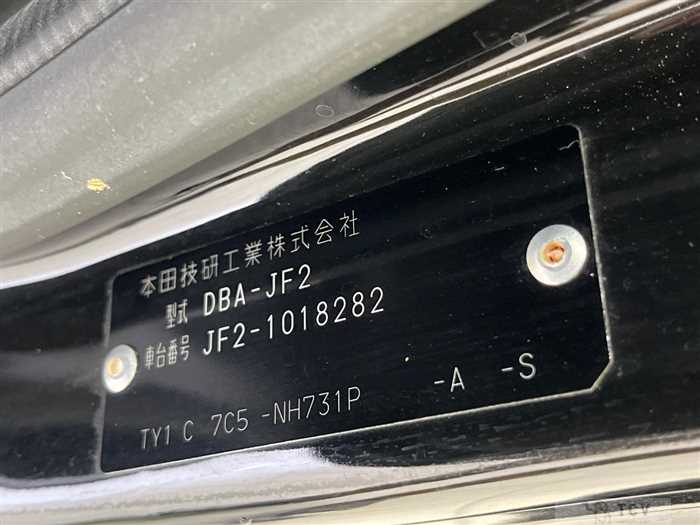 本田技研工業株式会社
型式 DBA-JF2
車台番号 JF2-1018282
TY1 C 7C5 -NH731P -A -S
TCV